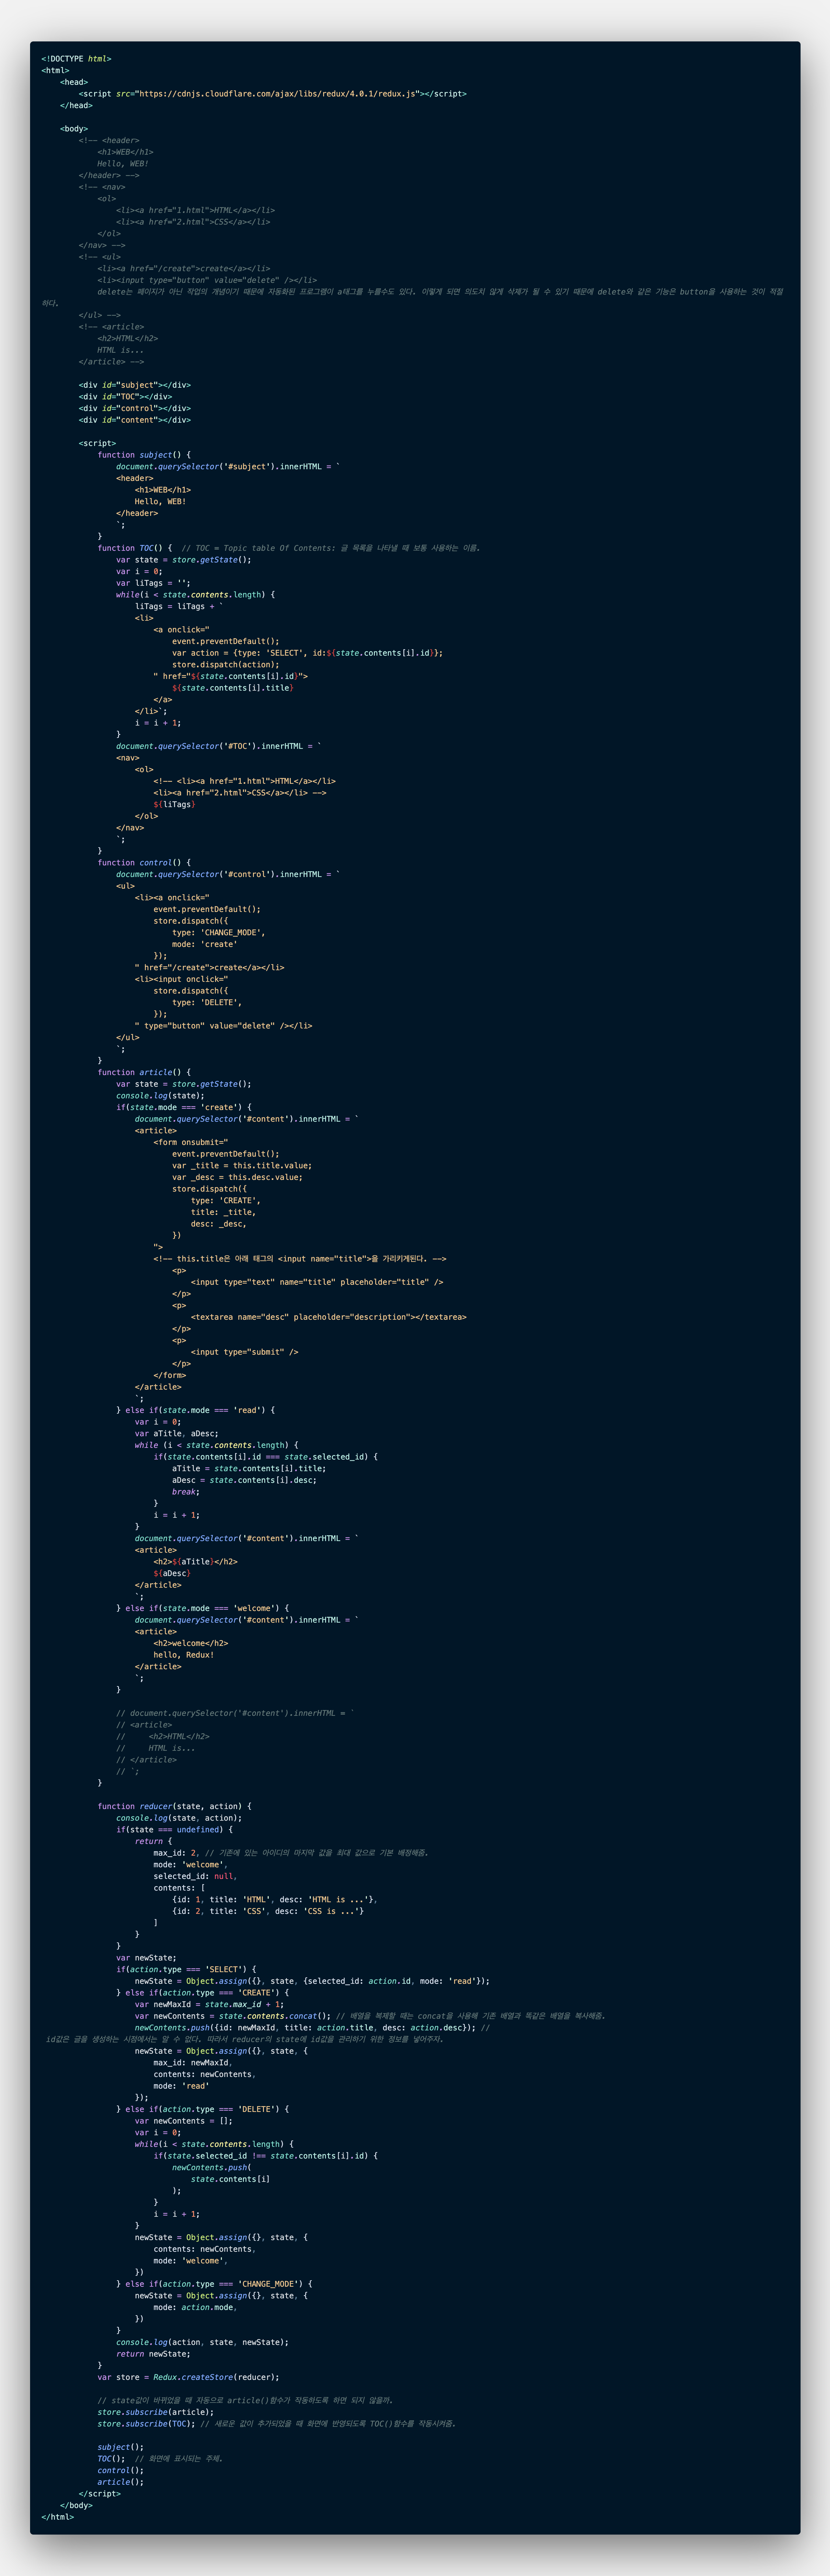 <!DOCTYPE html>
<html>
    <head>
        <script src="https://cdnjs.cloudflare.com/ajax/libs/redux/4.0.1/redux.js"></script>
    </head>

    <body>
        <!-- <header>
            <h1>WEB</h1>
            Hello, WEB!
        </header> -->
        <!-- <nav>
            <ol>
                <li><a href="1.html">HTML</a></li>
                <li><a href="2.html">CSS</a></li>
            </ol>
        </nav> -->
        <!-- <ul>
            <li><a href="/create">create</a></li>
            <li><input type="button" value="delete" /></li>
            delete는 페이지가 아닌 작업의 개념이기 때문에 자동화된 프로그램이 a태그를 누를수도 있다. 이렇게 되면 의도치 않게 삭제가 될 수 있기 때문에 delete와 같은 기능은 button을 사용하는 것이 적절
하다.
        </ul> -->
        <!-- <article>
            <h2>HTML</h2>
            HTML is...
        </article> -->

        <div id="subject"></div>
        <div id="TOC"></div>
        <div id="control"></div>
        <div id="content"></div>

        <script>
            function subject() {
                document.querySelector('#subject').innerHTML = `
                <header>
                    <h1>WEB</h1>
                    Hello, WEB!
                </header>
                `;
            }
            function TOC() {  // TOC = Topic table Of Contents: 글 목록을 나타낼 때 보통 사용하는 이름.
                var state = store.getState();
                var i = 0;
                var liTags = '';
                while(i < state.contents.length) {
                    liTags = liTags + `
                    <li>
                        <a onclick="
                            event.preventDefault();
                            var action = {type: 'SELECT', id:${state.contents[i].id}};
                            store.dispatch(action);
                        " href="${state.contents[i].id}">
                            ${state.contents[i].title}
                        </a>
                    </li>`;
                    i = i + 1;
                }
                document.querySelector('#TOC').innerHTML = `
                <nav>
                    <ol>
                        <!-- <li><a href="1.html">HTML</a></li>
                        <li><a href="2.html">CSS</a></li> -->
                        ${liTags}
                    </ol>
                </nav>
                `;
            }
            function control() {
                document.querySelector('#control').innerHTML = `
                <ul>
                    <li><a onclick="
                        event.preventDefault();
                        store.dispatch({
                            type: 'CHANGE_MODE',
                            mode: 'create'
                        });
                    " href="/create">create</a></li>
                    <li><input onclick="
                        store.dispatch({
                            type: 'DELETE',
                        });
                    " type="button" value="delete" /></li>
                </ul>
                `;
            }
            function article() {
                var state = store.getState();
                console.log(state);
                if(state.mode === 'create') {
                    document.querySelector('#content').innerHTML = `
                    <article>
                        <form onsubmit="
                            event.preventDefault();
                            var _title = this.title.value;
                            var _desc = this.desc.value;
                            store.dispatch({
                                type: 'CREATE',
                                title: _title,
                                desc: _desc,
                            })
                        ">
                        <!-- this.title은 아래 태그의 <input name="title">을 가리키게된다. -->
                            <p>
                                <input type="text" name="title" placeholder="title" />
                            </p>
                            <p>
                                <textarea name="desc" placeholder="description"></textarea>
                            </p>
                            <p>
                                <input type="submit" />
                            </p>
                        </form>
                    </article>
                    `;
                } else if(state.mode === 'read') {
                    var i = 0;
                    var aTitle, aDesc;
                    while (i < state.contents.length) {
                        if(state.contents[i].id === state.selected_id) {
                            aTitle = state.contents[i].title;
                            aDesc = state.contents[i].desc;
                            break;
                        }
                        i = i + 1;
                    }
                    document.querySelector('#content').innerHTML = `
                    <article>
                        <h2>${aTitle}</h2>
                        ${aDesc}
                    </article>
                    `;
                } else if(state.mode === 'welcome') {
                    document.querySelector('#content').innerHTML = `
                    <article>
                        <h2>welcome</h2>
                        hello, Redux!
                    </article>
                    `;
                }

                // document.querySelector('#content').innerHTML = `
                // <article>
                //     <h2>HTML</h2>
                //     HTML is...
                // </article>
                // `;
            }

            function reducer(state, action) {
                console.log(state, action);
                if(state === undefined) {
                    return {
                        max_id: 2, // 기존에 있는 아이디의 마지막 값을 최대 값으로 기본 배정해줌.
                        mode: 'welcome',
                        selected_id: null,
                        contents: [
                            {id: 1, title: 'HTML', desc: 'HTML is ...'},
                            {id: 2, title: 'CSS', desc: 'CSS is ...'}
                        ]
                    }
                }
                var newState;
                if(action.type === 'SELECT') {
                    newState = Object.assign({}, state, {selected_id: action.id, mode: 'read'});
                } else if(action.type === 'CREATE') {
                    var newMaxId = state.max_id + 1;
                    var newContents = state.contents.concat(); // 배열을 복제할 때는 concat을 사용해 기존 배열과 똑같은 배열을 복사해줌.
                    newContents.push({id: newMaxId, title: action.title, desc: action.desc}); //
 id값은 글을 생성하는 시점에서는 알 수 없다. 따라서 reducer의 state에 id값을 관리하기 위한 정보를 넣어주자.
                    newState = Object.assign({}, state, {
                        max_id: newMaxId,
                        contents: newContents,
                        mode: 'read'
                    });
                } else if(action.type === 'DELETE') {
                    var newContents = [];
                    var i = 0;
                    while(i < state.contents.length) {
                        if(state.selected_id !== state.contents[i].id) {
                            newContents.push(
                                state.contents[i]
                            );
                        }
                        i = i + 1;
                    }
                    newState = Object.assign({}, state, {
                        contents: newContents,
                        mode: 'welcome',
                    })
                } else if(action.type === 'CHANGE_MODE') {
                    newState = Object.assign({}, state, {
                        mode: action.mode,
                    })
                }
                console.log(action, state, newState);
                return newState;
            }
            var store = Redux.createStore(reducer);

            // state값이 바뀌었을 때 자동으로 article()함수가 작동하도록 하면 되지 않을까.
            store.subscribe(article);
            store.subscribe(TOC); // 새로운 값이 추가되었을 때 화면에 반영되도록 TOC()함수를 작동시켜줌.

            subject();
            TOC();  // 화면에 표시되는 주체.
            control();
            article();
        </script>
    </body>
</html>